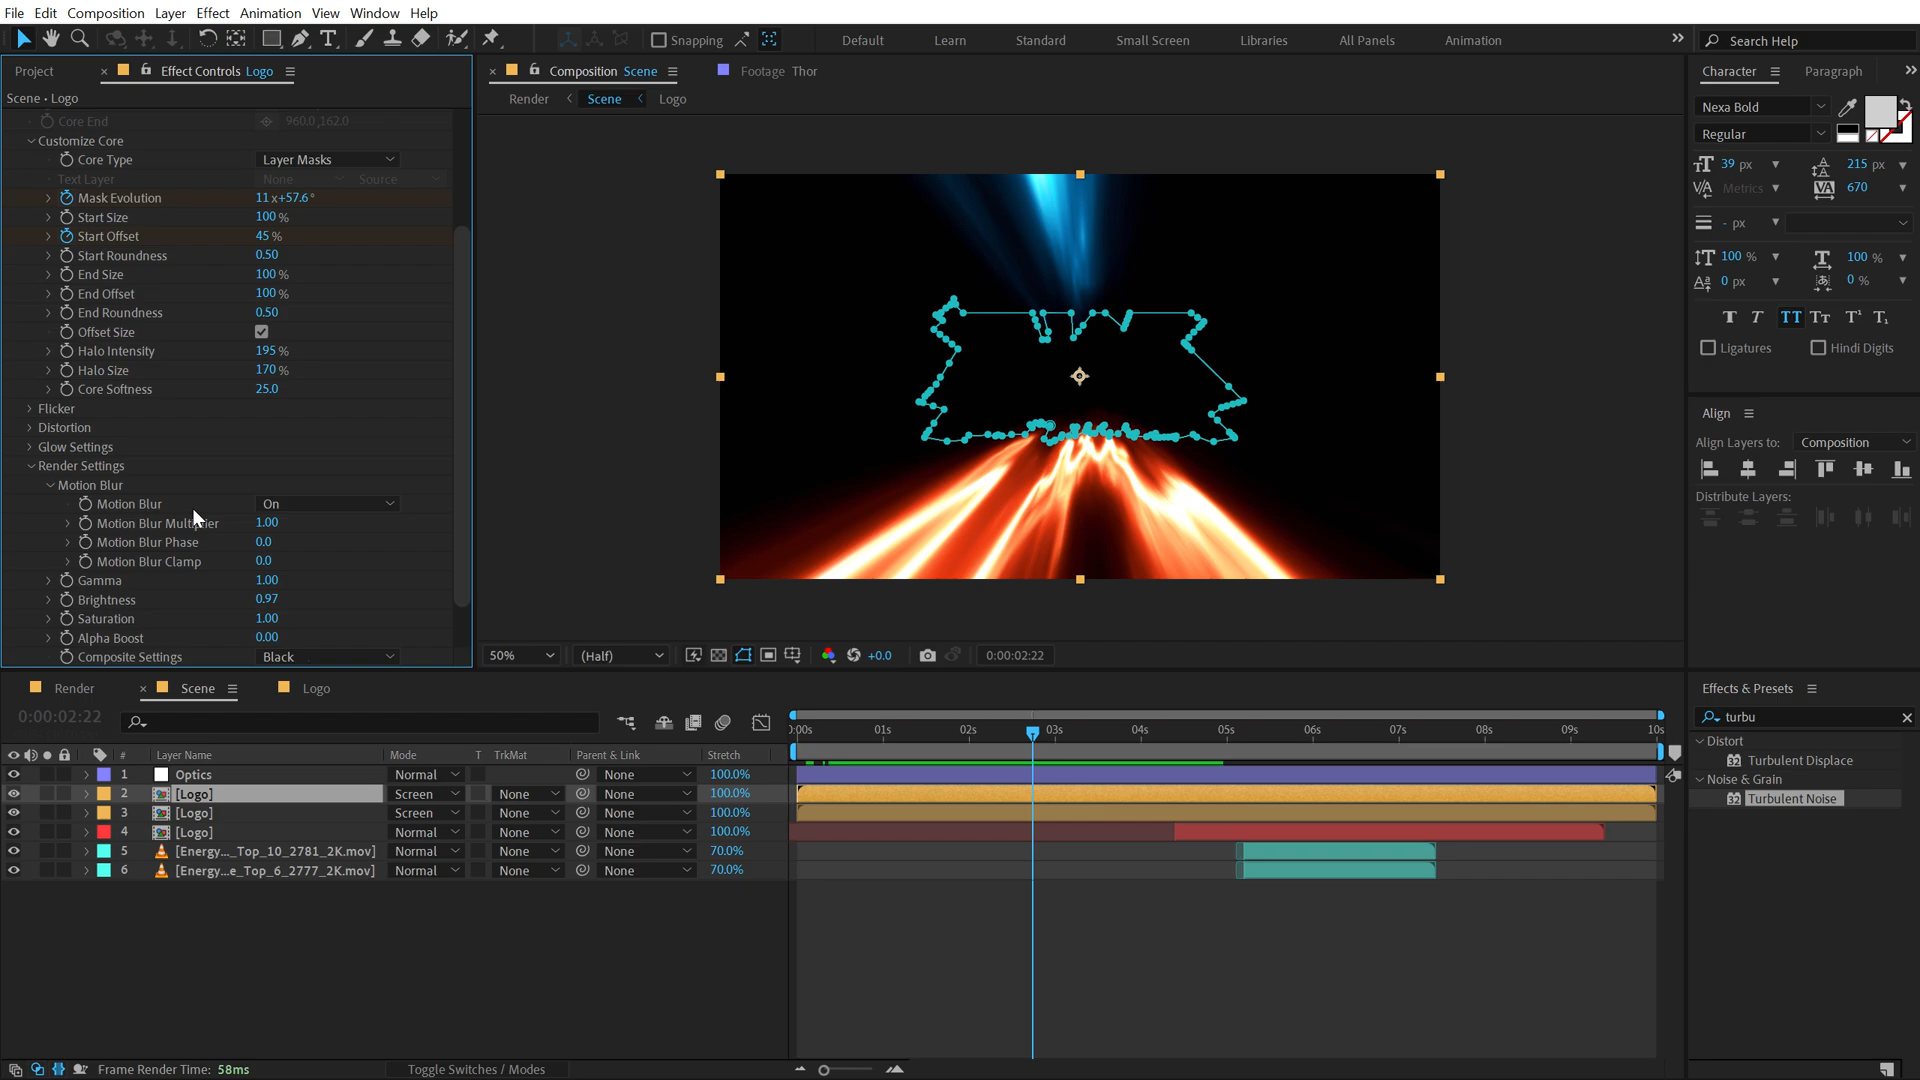 File Edit Composition Layer Effect Animation View Window Help
Snapping Default Learn Standard Small Screen Libraries All Panels Animation Search Help
Project Effect Controls Logo
Composition Scene Footage Thor
Character Paragraph
Scene • Logo
Render Scene Logo
Core End 960.0,162.0
Customize Core
Core Type Layer Masks
Text Layer None Source
Mask Evolution 11 x+57.6°
Start Size 100 %
Start Offset 45 %
Start Roundness 0.50
End Size 100 %
End Offset 100 %
End Roundness 0.50
Offset Size
Halo Intensity 195 %
Halo Size 170 %
Core Softness 25.0
Flicker
Distortion
Glow Settings
Render Settings
Motion Blur
Motion Blur On
Motion Blur Multiplier 1.00
Motion Blur Phase 0.0
Motion Blur Clamp 0.0
Gamma 1.00
Brightness 0.97
Saturation 1.00
Alpha Boost 0.00
Composite Settings Black
50% (Half) +0.0 0:00:02:22
Nexa Bold
Regular
39 px 215 px
Metrics 670
- px
100 % 100 %
0 px 0 %
Ligatures Hindi Digits
Align
Align Layers to: Composition
Distribute Layers:
Render Scene Logo
0:00:02:22
# Layer Name Mode T TrkMat Parent & Link Stretch
0:00s 01s 02s 03s 04s 05s 06s 07s 08s 09s 10s
1 Optics Normal None 100.0%
2 [Logo] Screen None None 100.0%
3 [Logo] Screen None None 100.0%
4 [Logo] Normal None None 100.0%
5 [Energy..._Top_10_2781_2K.mov] Normal None None 70.0%
6 [Energy...e_Top_6_2777_2K.mov] Normal None None 70.0%
Effects & Presets
turbu
Distort
32 Turbulent Displace
Noise & Grain
32 Turbulent Noise
Frame Render Time: 58ms Toggle Switches / Modes